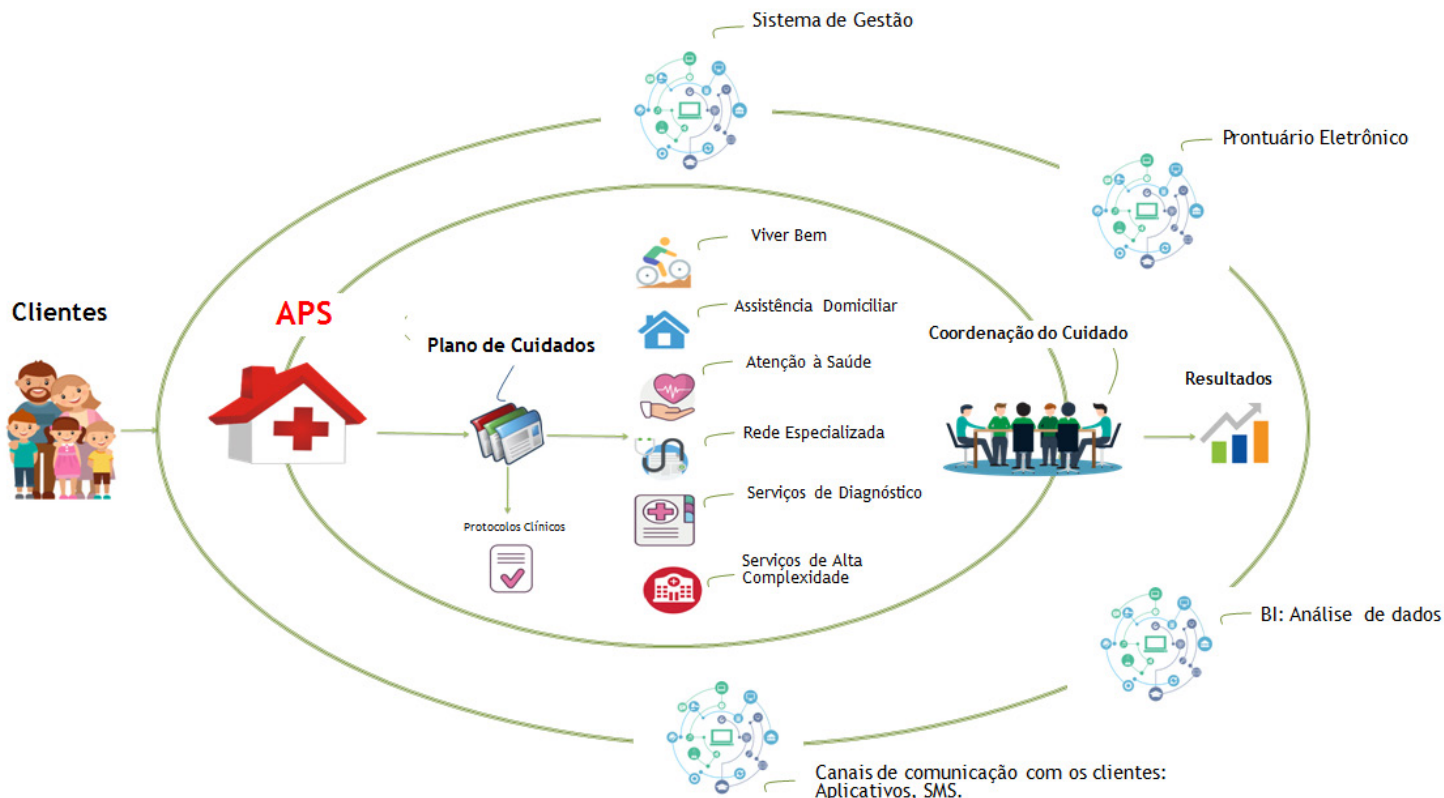 Sistema de Gestão
Prontuário Eletrônico
Viver Bem
Clientes
APS
Assistência Domiciliar
Plano de Cuidados
Coordenação do Cuidado
Atenção à Saúde
Resultados
Rede Especializada
Serviços de Diagnóstico
Protocolos Clínicos
Serviços de Alta
Complexidade
BI: Análise de dados
Canais de comunicação com os clientes:
Aplicativos, SMS.